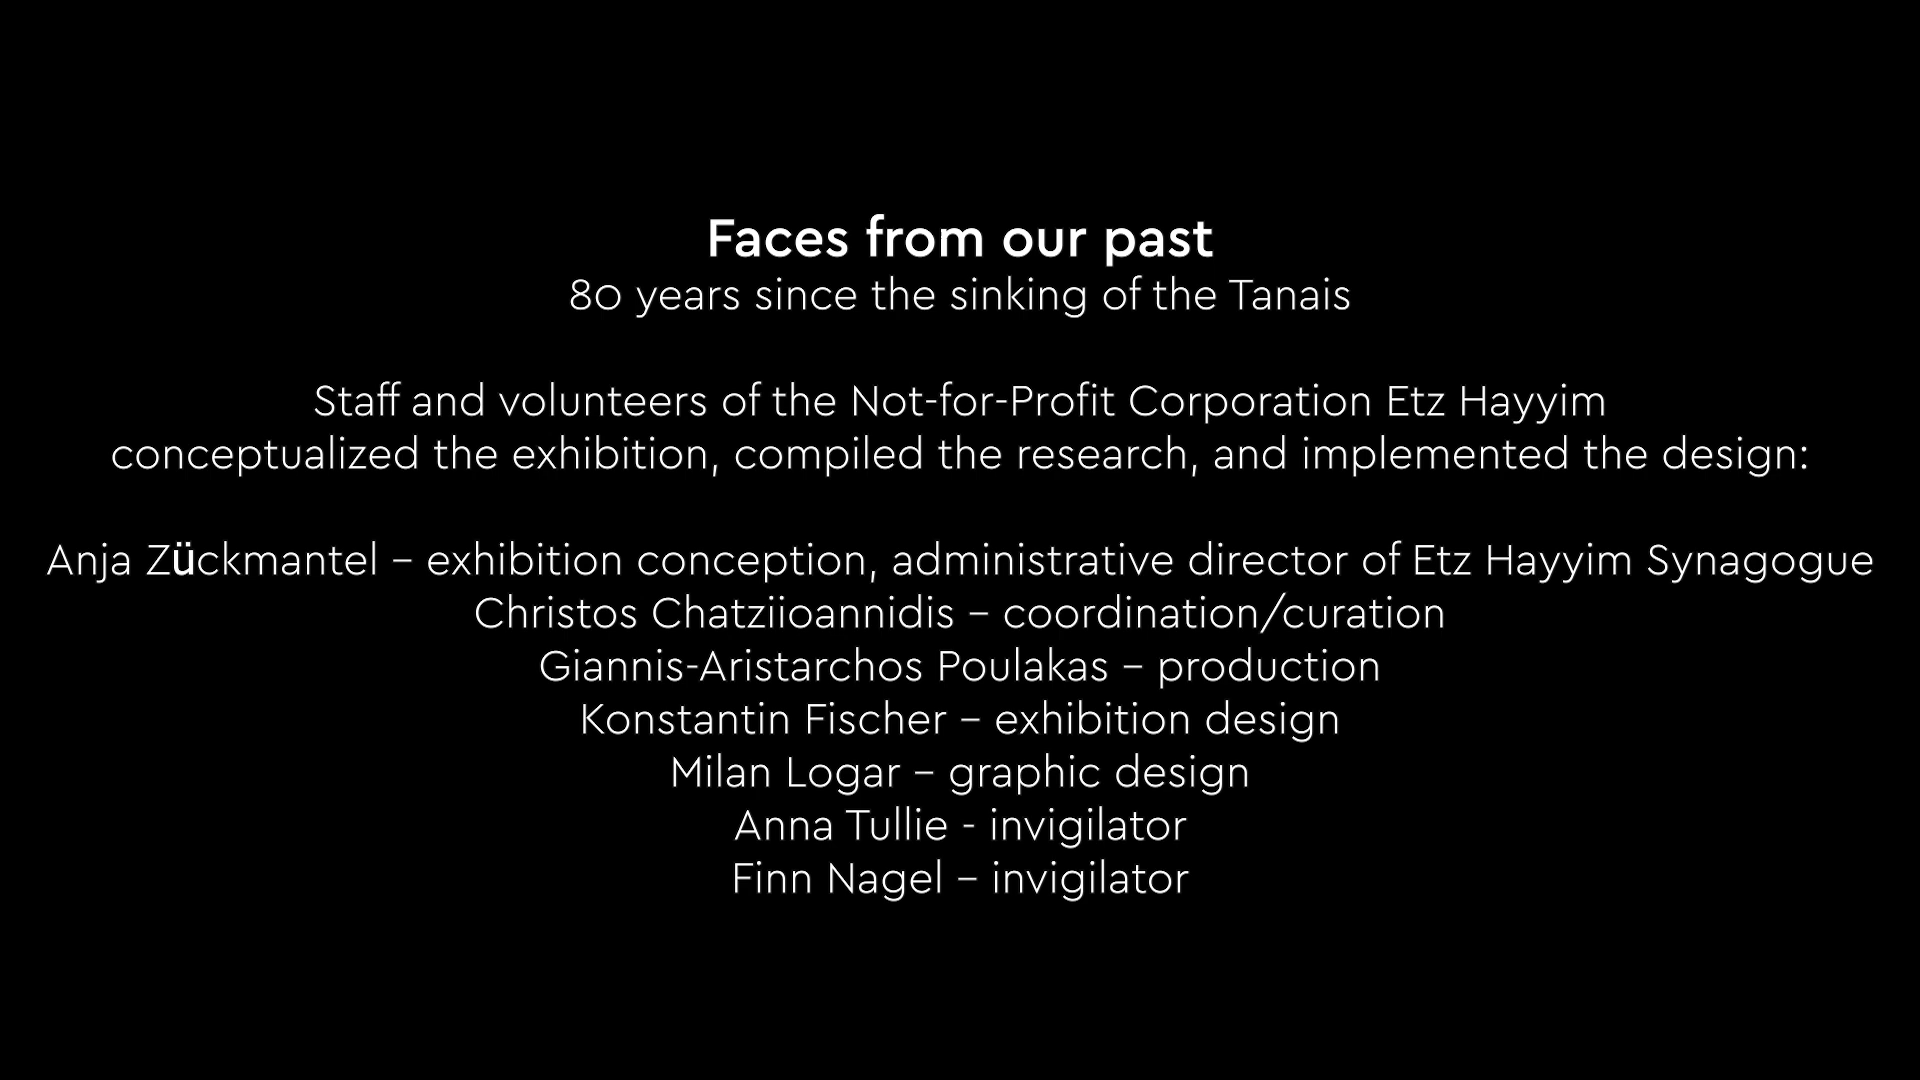 Faces from our past
80 years since the sinking of the Tanais
Staff and volunteers of the Not-for-Profit Corporation Etz Hayyim
conceptualized the exhibition, compiled the research, and implemented the design:
Anja Zückmantel – exhibition conception, administrative director of Etz Hayyim Synagogue
Christos Chatziioannidis – coordination/curation
Giannis-Aristarchos Poulakas – production
Konstantin Fischer – exhibition design
Milan Logar – graphic design
Anna Tullie - invigilator
Finn Nagel – invigilator